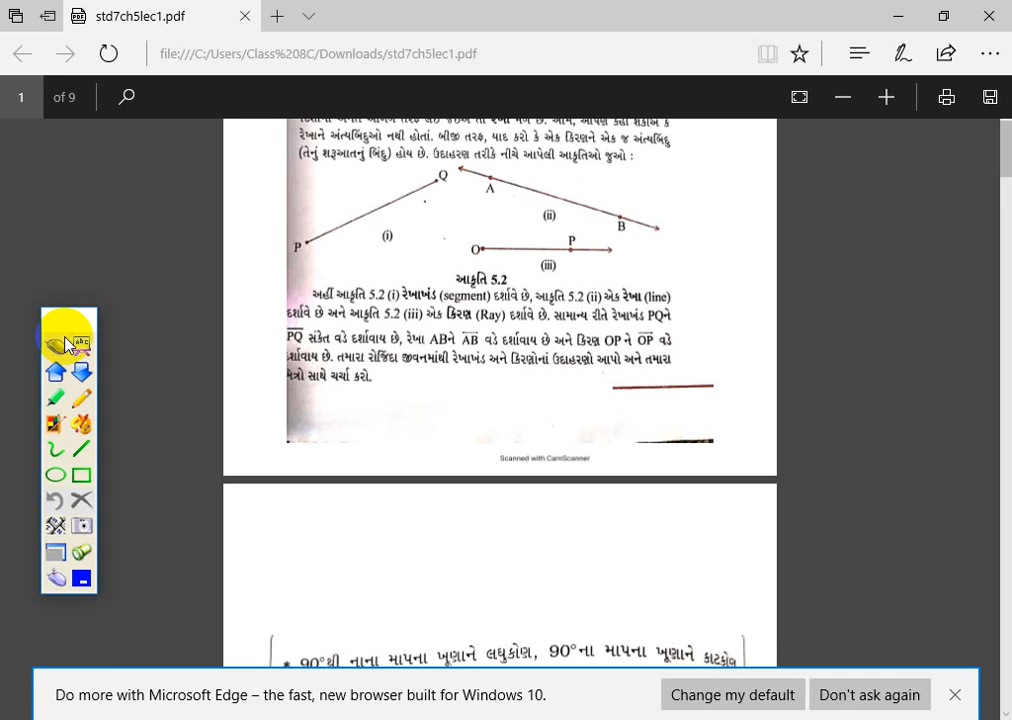 std7ch5lec1.pdf
file:///C:/Users/Class%208C/Downloads/std7ch5lec1.pdf
1 of 9
રેખાને અંત્યબિંદુઓ નથી હોતાં. બીજી તરફ, યાદ કરો કે એક કિરણને એક જ અંત્યબિંદુ
(તેનું શરૂઆતનું બિંદુ) હોય છે. ઉદાહરણ તરીકે નીચે આપેલી આકૃતિઓ જુઓ :
Q
A
(ii)
B
P
(i)
O
P
(iii)
આકૃતિ 5.2
અહીં આકૃતિ 5.2 (i) રેખાખંડ (segment) દર્શાવે છે, આકૃતિ 5.2 (ii) એક રેખા (line)
દર્શાવે છે અને આકૃતિ 5.2 (iii) એક કિરણ (Ray) દર્શાવે છે. સામાન્ય રીતે રેખાખંડ PQને
PQ સંકેત વડે દર્શાવાય છે, રેખા ABને AB વડે દર્શાવાય છે અને કિરણ OP ને OP વડે
ર્શાવાય છે. તમારા રોજિંદા જીવનમાંથી રેખાખંડ અને કિરણોનાં ઉદાહરણો આપો અને તમારા
મિત્રો સાથે ચર્ચા કરો.
Scanned with CamScanner
* 90°થી નાના માપના ખૂણાને લઘુકોણ, 90°ના માપના ખૂણાને કાટકોણ
Do more with Microsoft Edge – the fast, new browser built for Windows 10.
Change my default
Don't ask again